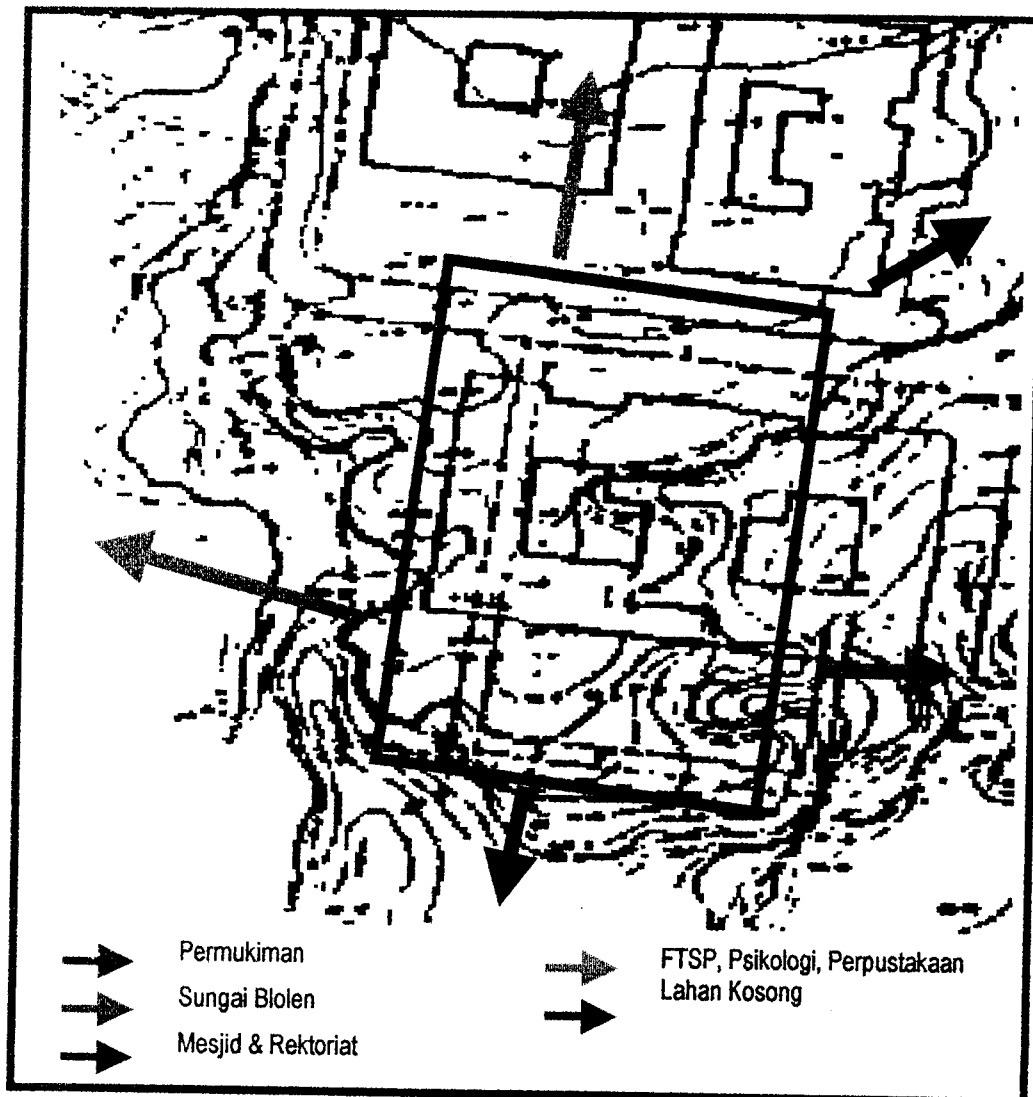 Permukiman
Sungai Blolen
Mesjid & Rektoriat
FTSP, Psikologi, Perpustakaan
Lahan Kosong